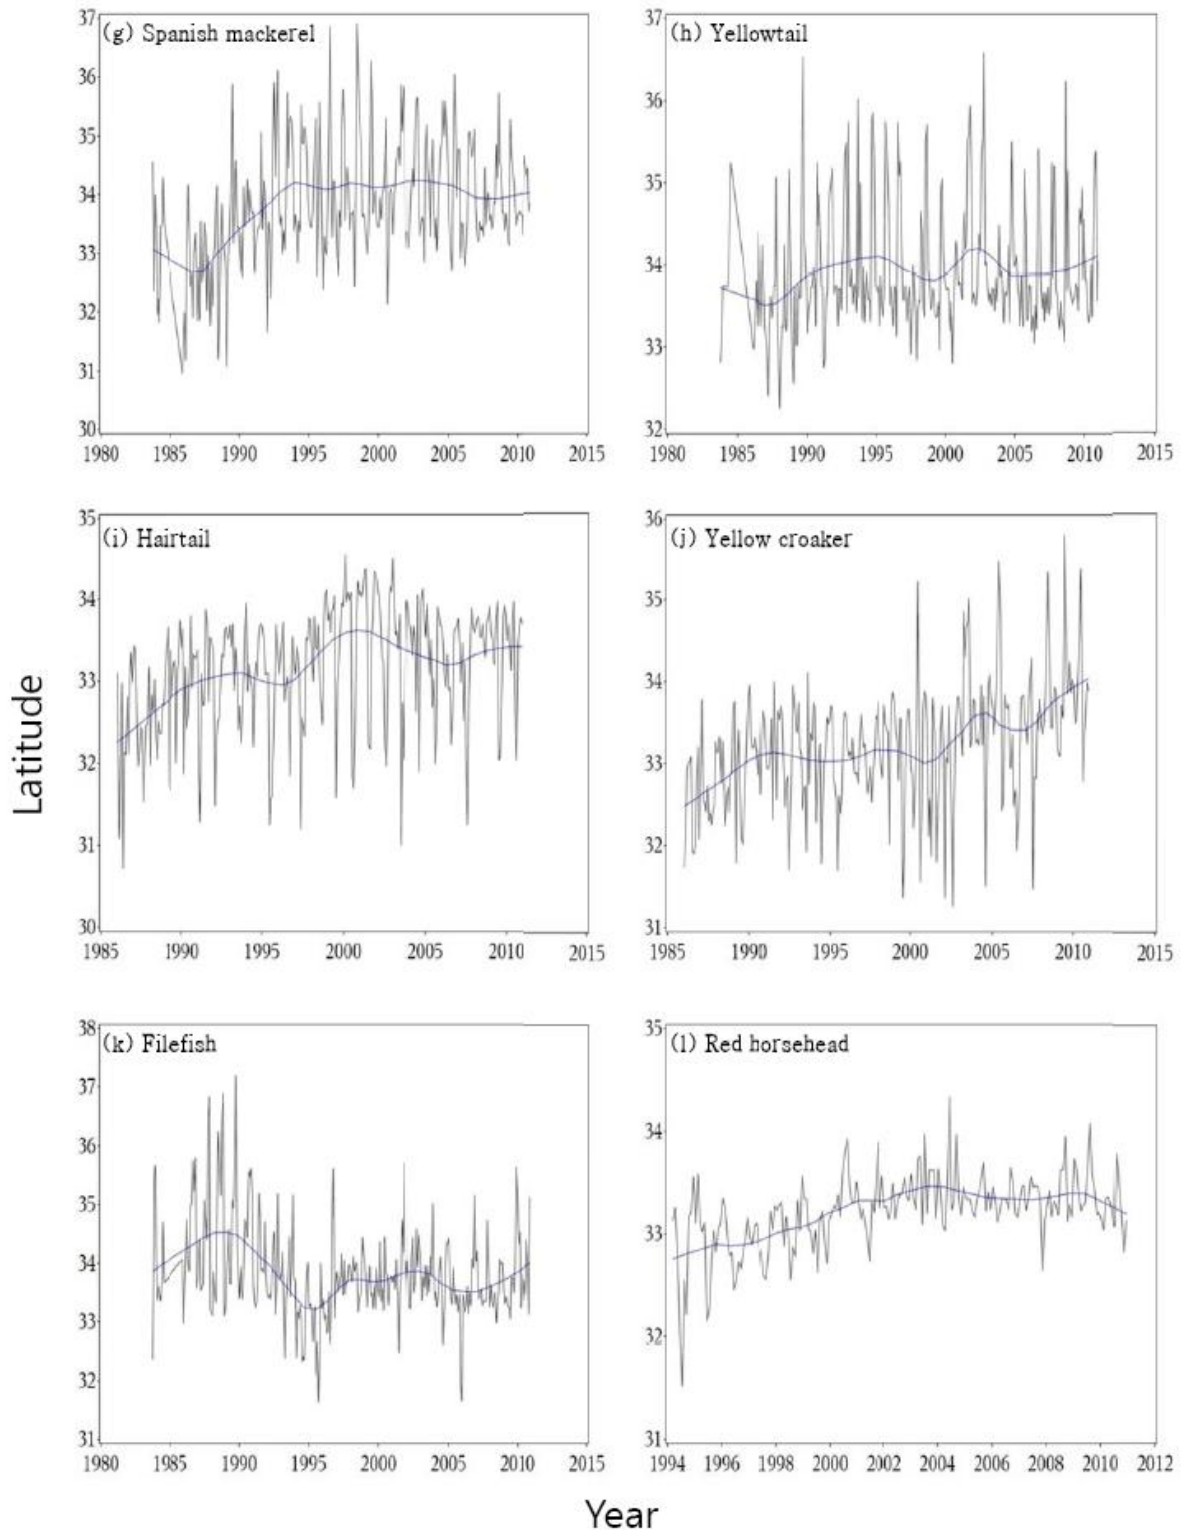 (g) Spanish mackerel
37
36
35
34
33
32
31
30
1980 1985 1990 1995 2000 2005 2010 2015
(h) Yellowtail
37
36
35
34
33
32
1980 1985 1990 1995 2000 2005 2010 2015
(i) Hairtail
35
34
33
32
31
30
1985 1990 1995 2000 2005 2010 2015
(j) Yellow croaker
36
35
34
33
32
31
1985 1990 1995 2000 2005 2010 2015
(k) Filefish
38
37
36
35
34
33
32
31
1980 1985 1990 1995 2000 2005 2010 2015
(l) Red horsehead
35
34
33
32
31
1994 1996 1998 2000 2002 2004 2006 2008 2010 2012
Latitude
Year